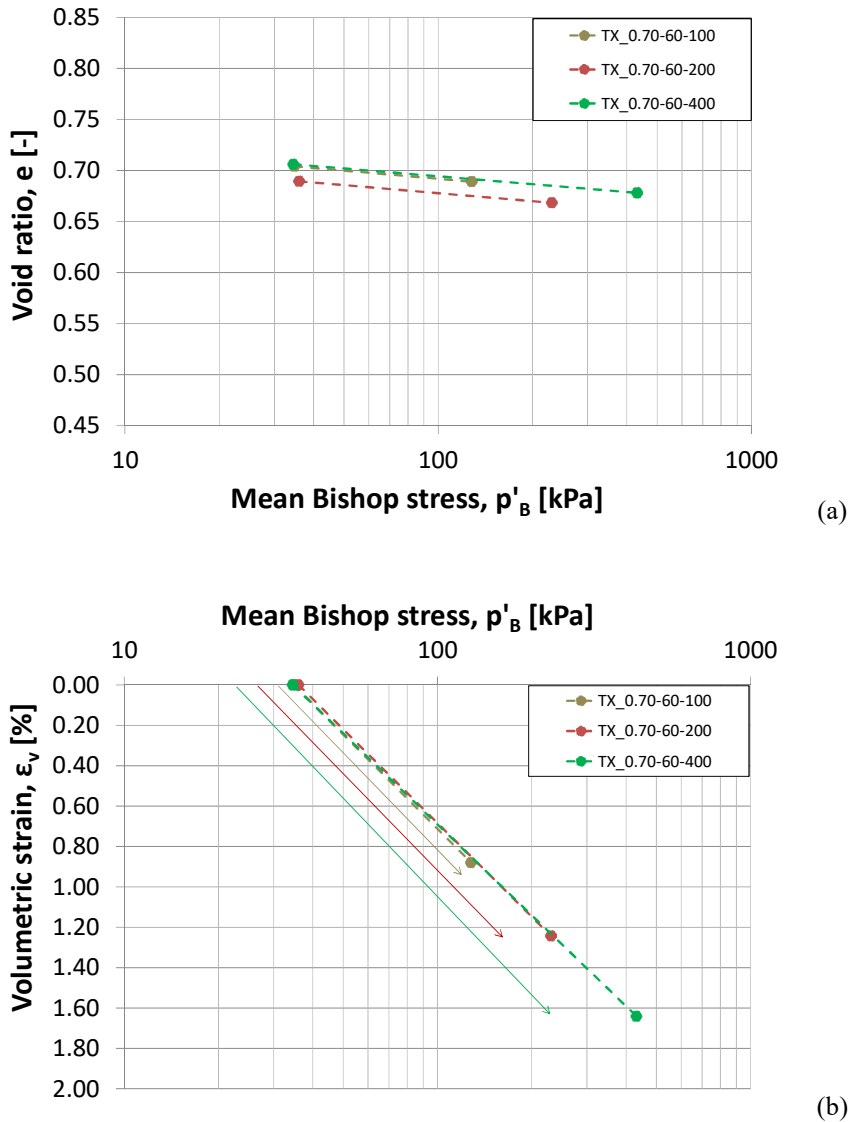 0.85
0.80
0.75
0.70
0.65
0.60
0.55
0.50
0.45
Void ratio, e [-]
TX_0.70-60-100
TX_0.70-60-200
TX_0.70-60-400
10 100 1000
Mean Bishop stress, p'B [kPa]
(a)
Mean Bishop stress, p'B [kPa]
10 100 1000
0.00
0.20
0.40
0.60
0.80
1.00
1.20
1.40
1.60
1.80
2.00
Volumetric strain, εv [%]
TX_0.70-60-100
TX_0.70-60-200
TX_0.70-60-400
(b)